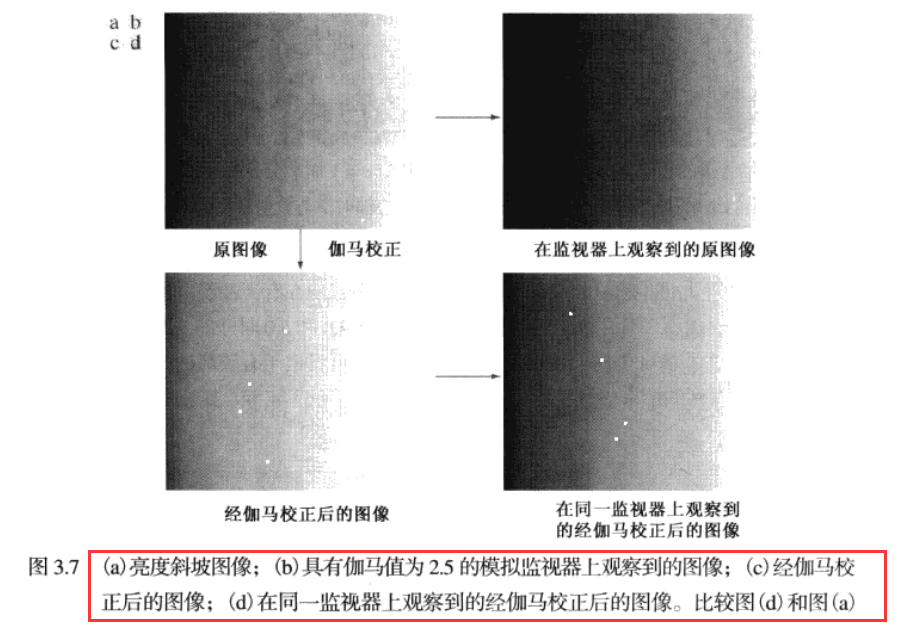 a b
c d
原图像
伽马校正
在监视器上观察到的原图像
经伽马校正后的图像
在同一监视器上观察到
的经伽马校正后的图像
图 3.7 (a)亮度斜坡图像；(b)具有伽马值为 2.5 的模拟监视器上观察到的图像；(c)经伽马校
正后的图像；(d)在同一监视器上观察到的经伽马校正后的图像。比较图(d)和图(a)